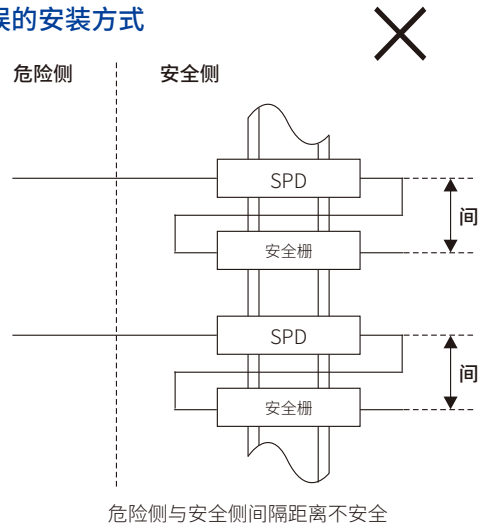 误的安装方式
危险侧
安全侧
SPD
间
安全栅
SPD
间
安全栅
危险侧与安全侧间隔距离不安全